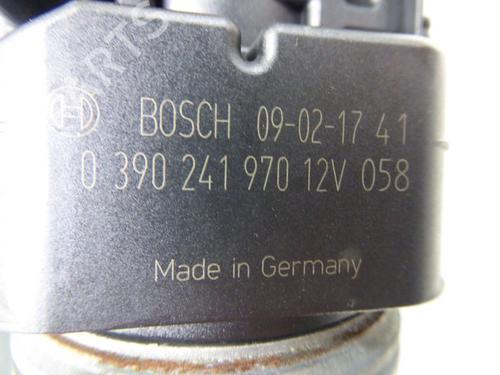 BOSCH 09-02-17 41
0 390 241 970 12V 058
Made in Germany